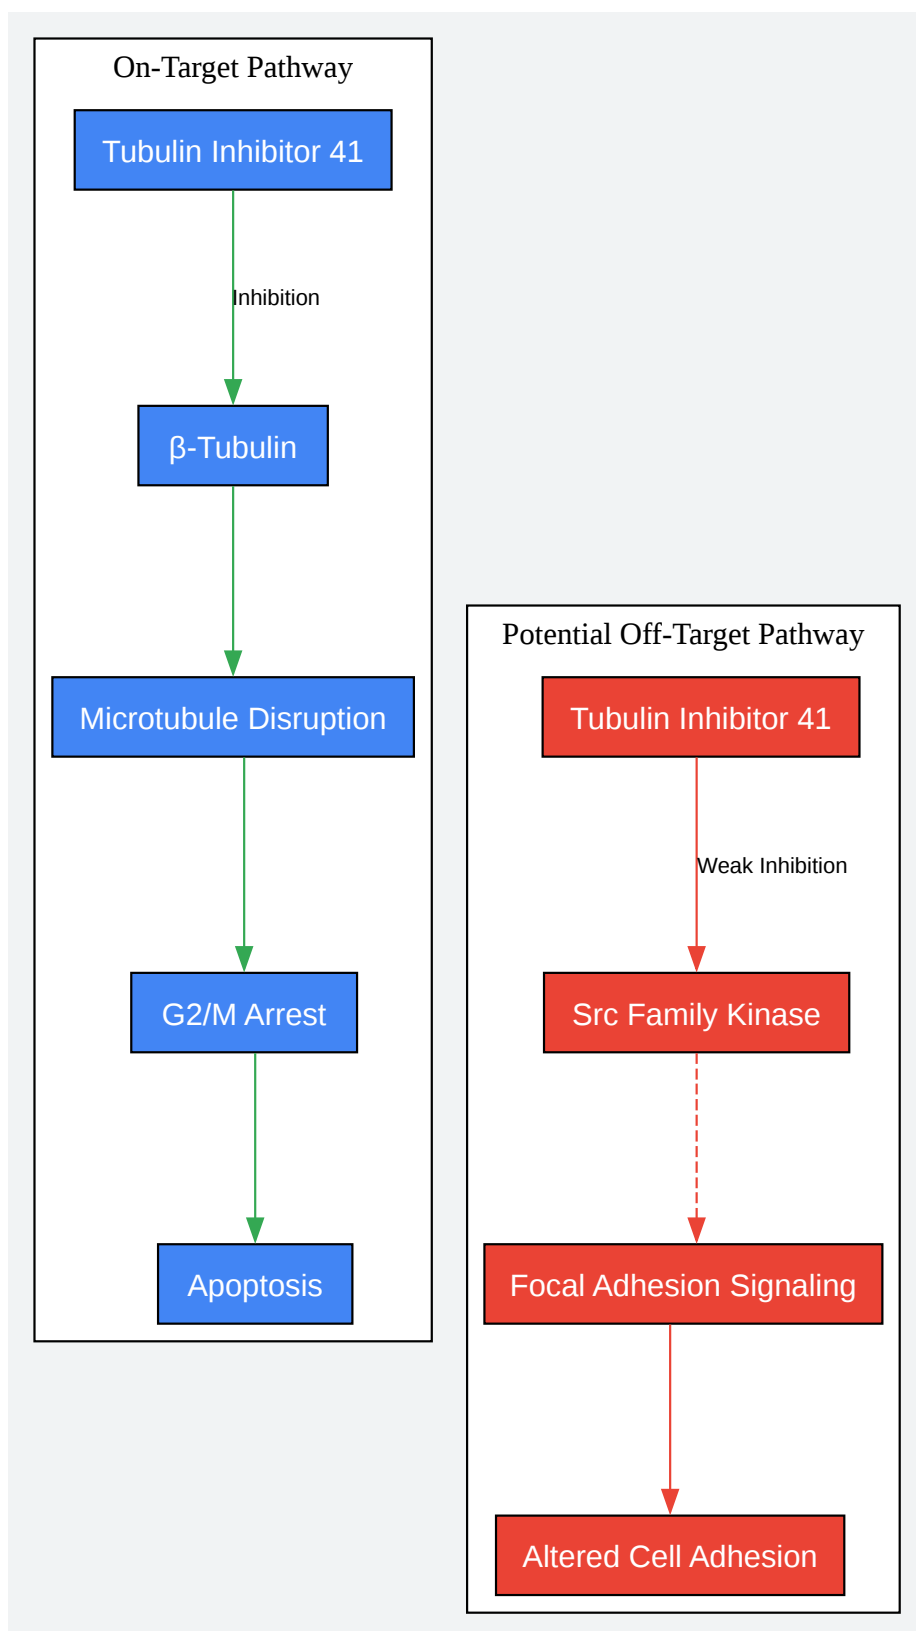 On-Target Pathway
Tubulin Inhibitor 41
Inhibition
β-Tubulin
Microtubule Disruption
G2/M Arrest
Apoptosis
Potential Off-Target Pathway
Tubulin Inhibitor 41
Weak Inhibition
Src Family Kinase
Focal Adhesion Signaling
Altered Cell Adhesion